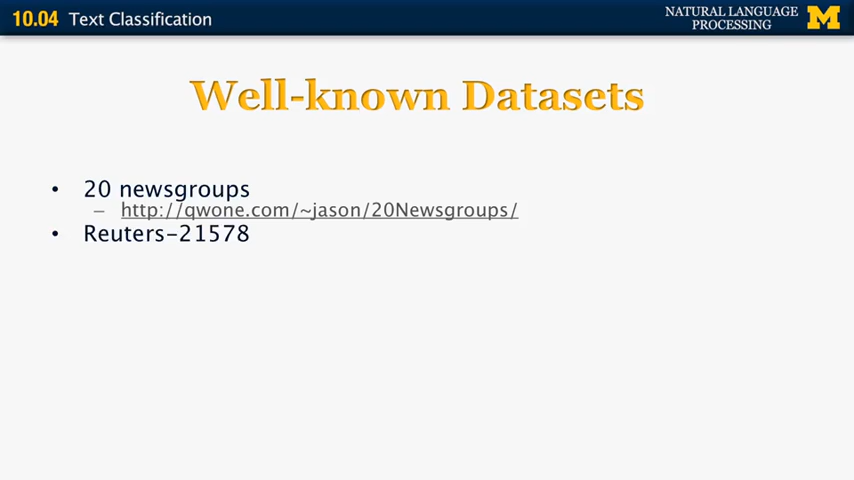 10.04 Text Classification
NATURAL LANGUAGE
PROCESSING
M
Well-known Datasets
• 20 newsgroups
– http://qwone.com/~jason/20Newsgroups/
• Reuters-21578